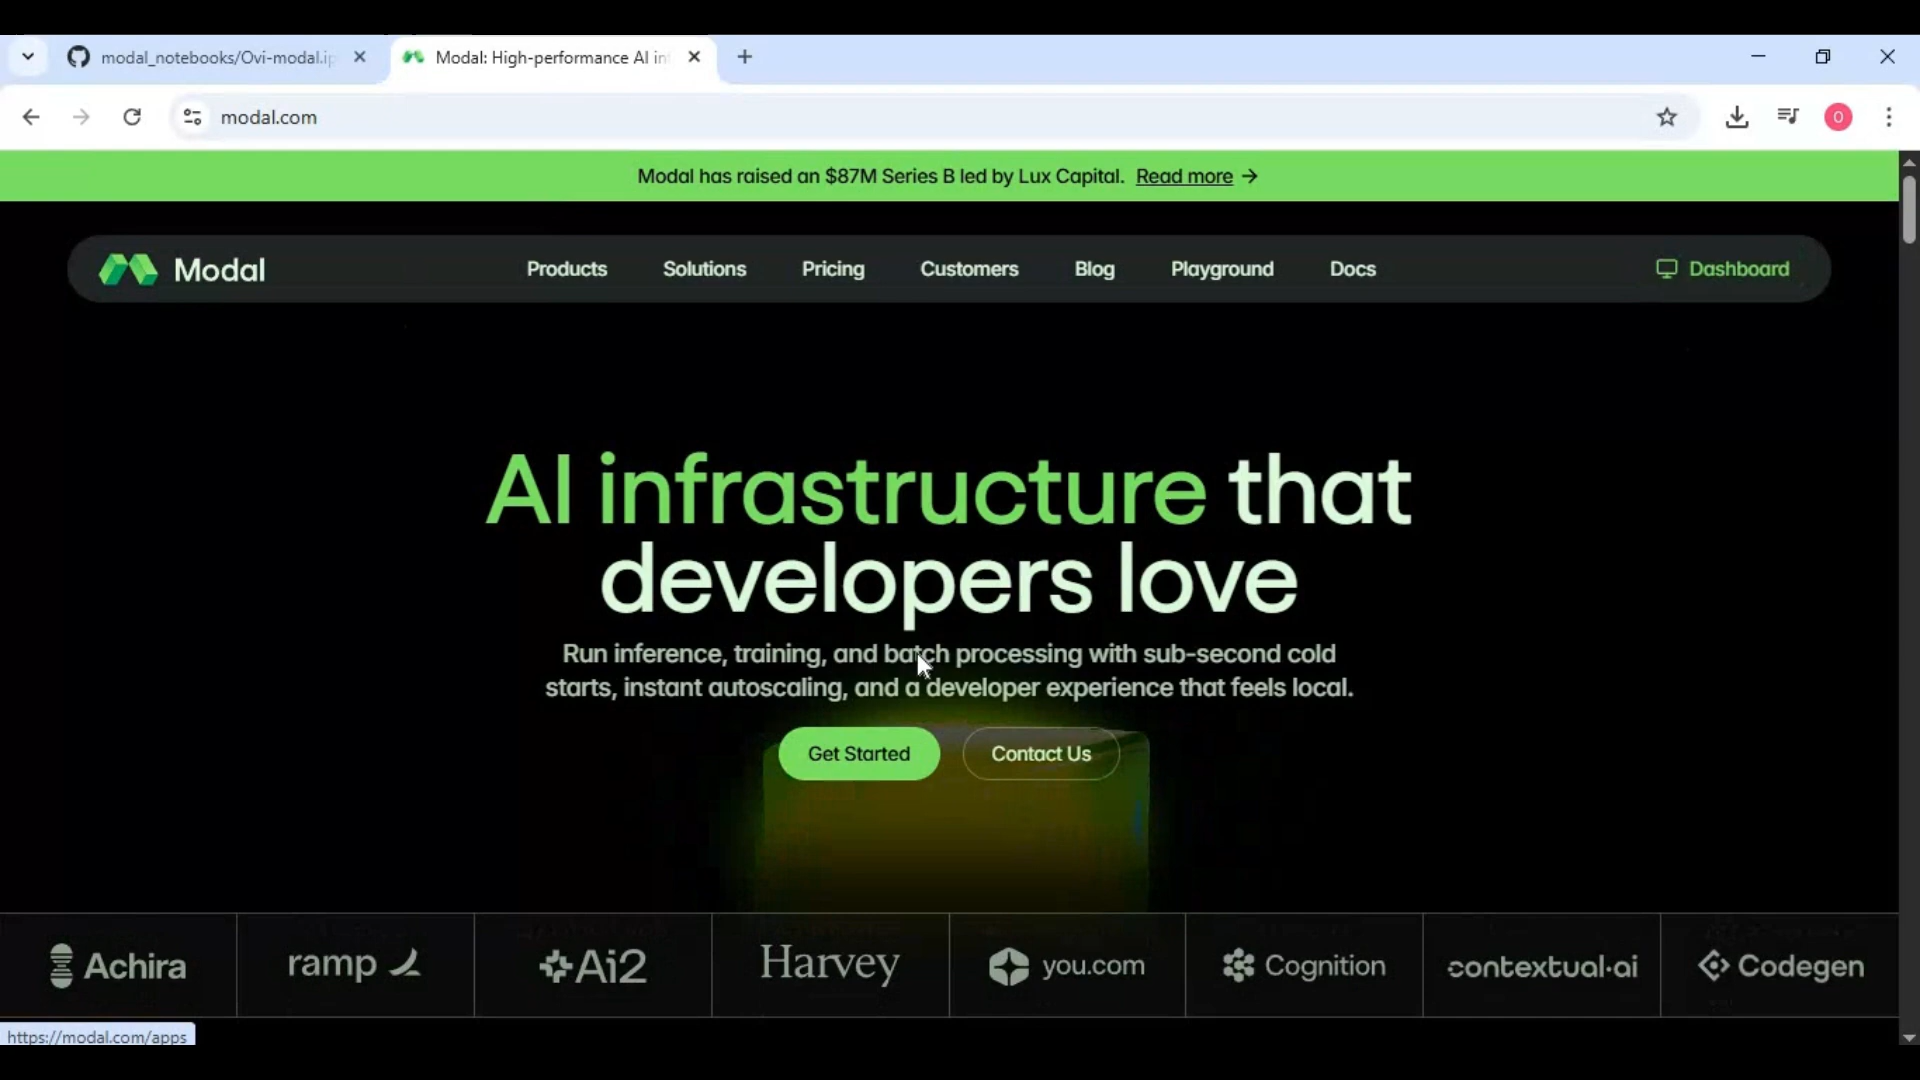 modal_notebooks/Ovi-modal.ip
Modal: High-performance AI in
modal.com
O
Modal has raised an $87M Series B led by Lux Capital. Read more →
Modal
Products
Solutions
Pricing
Customers
Blog
Playground
Docs
Dashboard
AI infrastructure that
developers love
Run inference, training, and batch processing with sub-second cold
starts, instant autoscaling, and a developer experience that feels local.
Get Started
Contact Us
Achira
ramp
Ai2
Harvey
you.com
Cognition
contextual·ai
Codegen
https://modal.com/apps